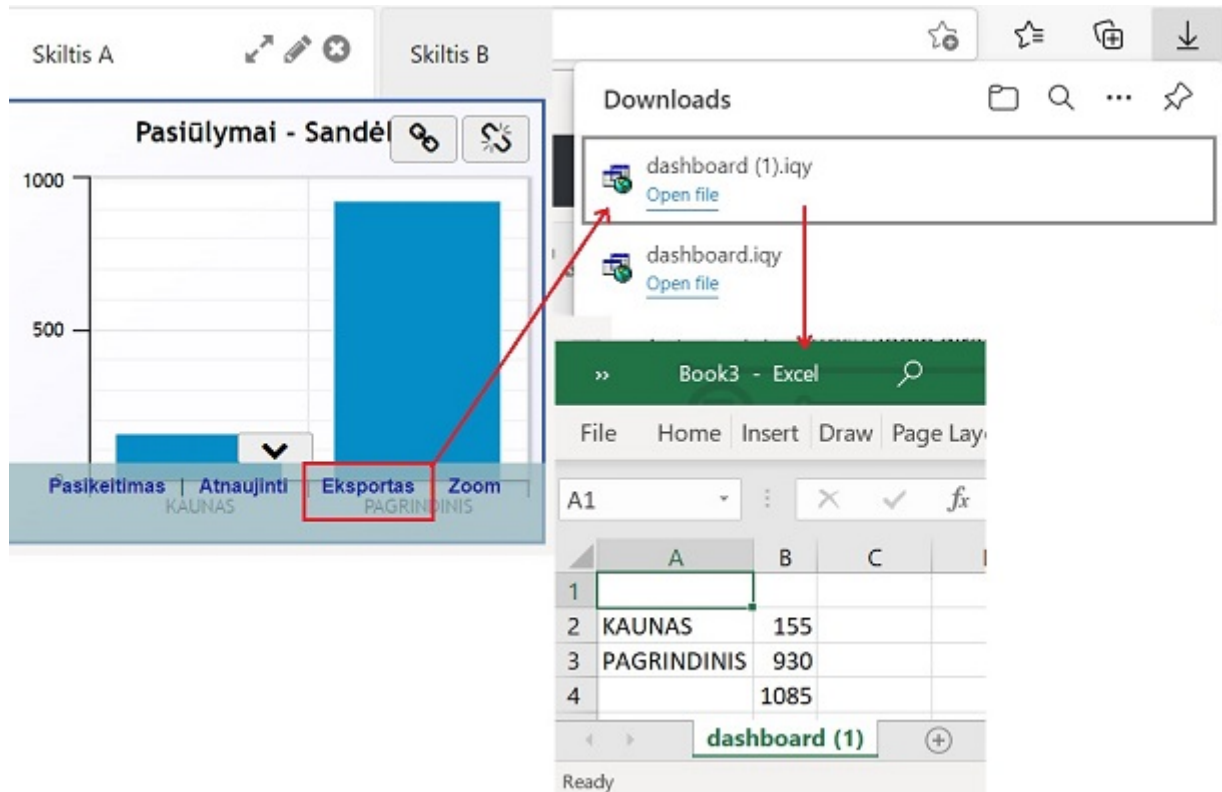 Skiltis A
Skiltis B
Pasiūlymai - Sandėl
1000
500
Pasikeitimas | Atnaujinti | Eksportas Zoom
KAUNAS
PAGRINDINIS
Downloads
dashboard (1).iqy
Open file
dashboard.iqy
Open file
Book3 - Excel
File Home Insert Draw Page Lay
A1
fx
A B C
1
2 KAUNAS 155
3 PAGRINDINIS 930
4 1085
dashboard (1)
Ready